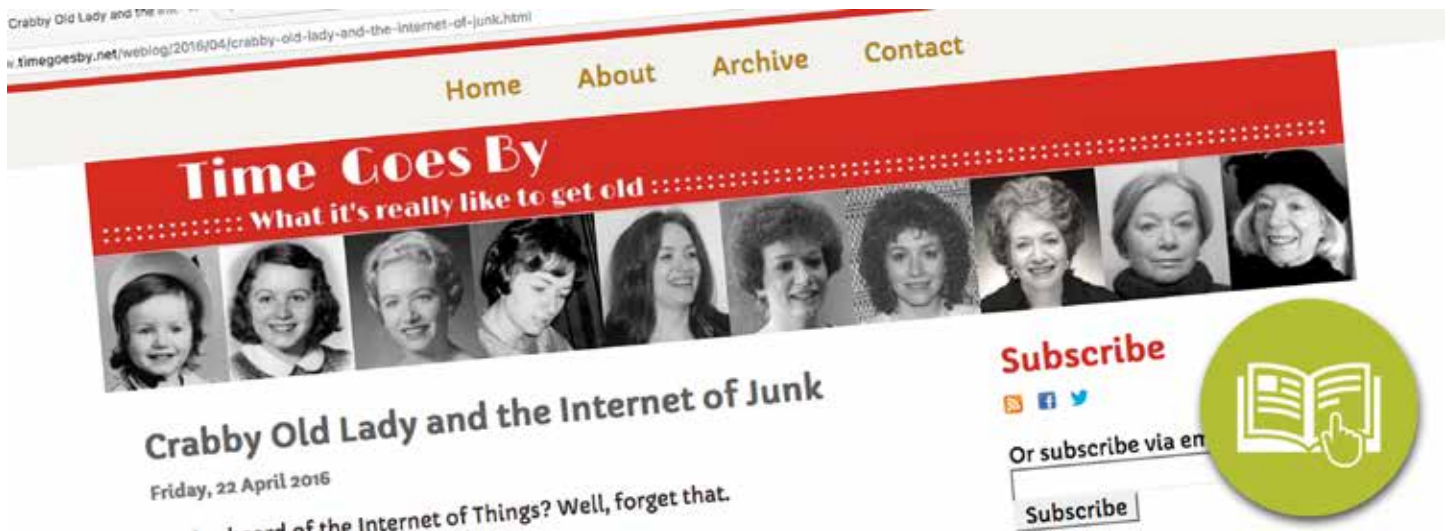 Crabby Old Lady and the
.timegoesby.net/weblog/2016/04/crabby-old-lady-and-the-internet-of-junk.html
Home About Archive Contact
Time Goes By
What it's really like to get old
Crabby Old Lady and the Internet of Junk
Friday, 22 April 2016
of the Internet of Things? Well, forget that.
Subscribe
Or subscribe via
Subscribe